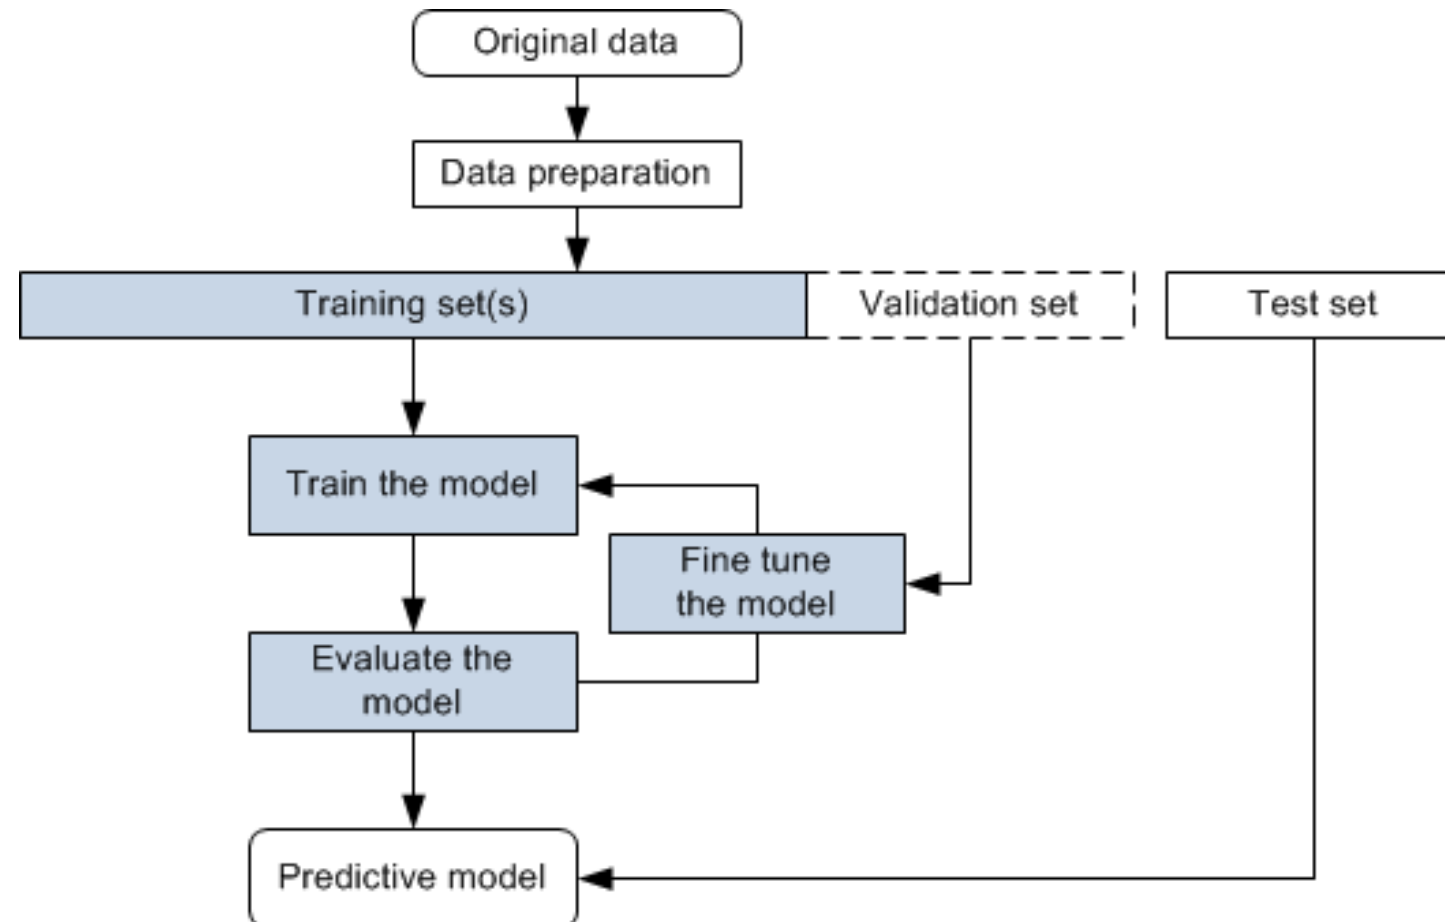 Original data
Data preparation
Training set(s)
Validation set
Test set
Train the model
Fine tune
the model
Evaluate the
model
Predictive model